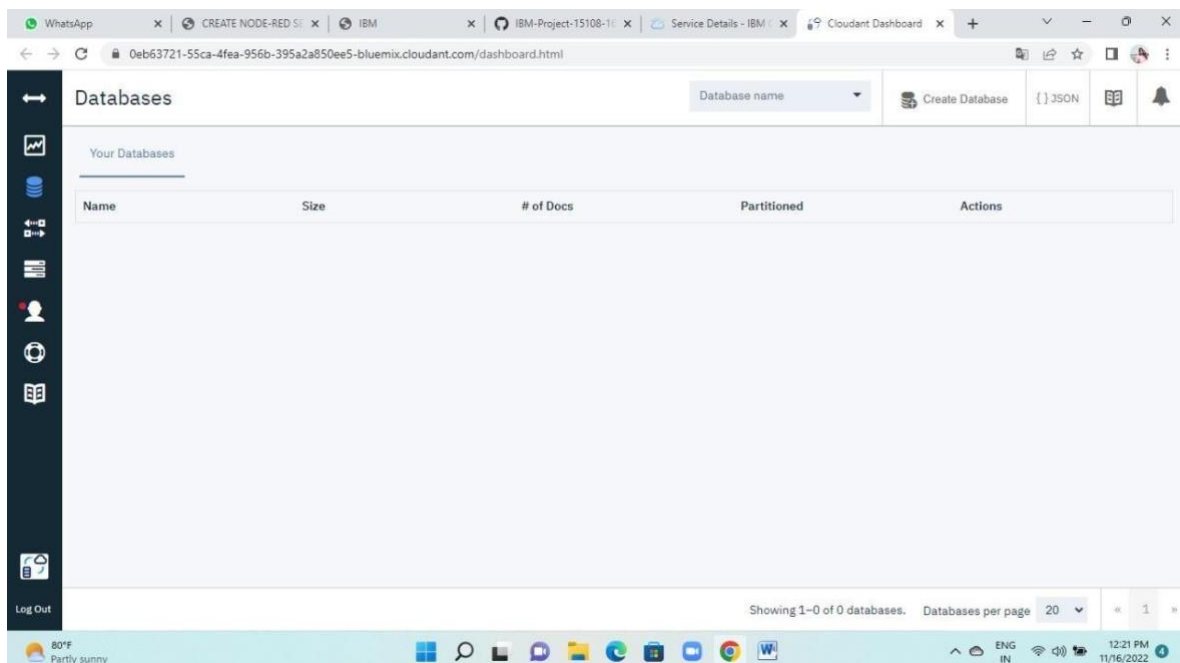 WhatsApp
CREATE NODE-RED SE
IBM
IBM-Project-15108-16
Service Details - IBM C
Cloudant Dashboard
0eb63721-55ca-4fea-956b-395a2a850ee5-bluemix.cloudant.com/dashboard.html
Databases
Database name
Create Database
{ } JSON
Your Databases
Name Size # of Docs Partitioned Actions
Showing 1–0 of 0 databases. Databases per page 20 « 1 »
Log Out
80°F
Partly sunny
ENG
IN
12:21 PM
11/16/2022
4